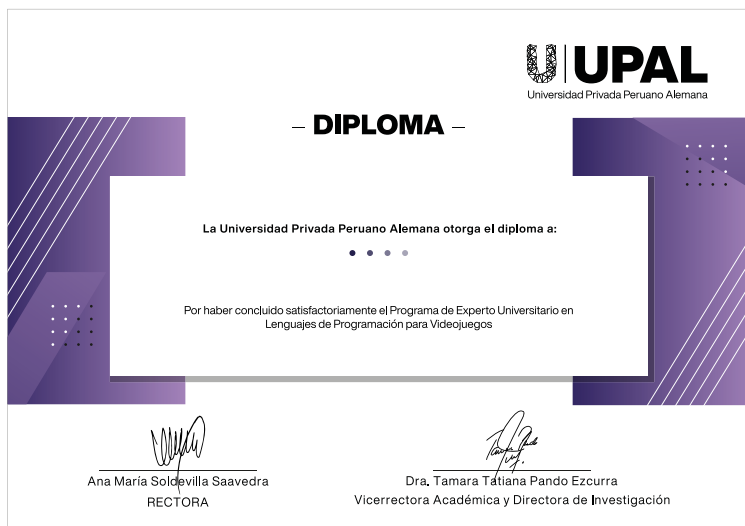 UPAL
Universidad Privada Peruano Alemana
– DIPLOMA –
La Universidad Privada Peruano Alemana otorga el diploma a:
Por haber concluido satisfactoriamente el Programa de Experto Universitario en
Lenguajes de Programación para Videojuegos
Ana María Soldevilla Saavedra
RECTORA
Dra. Tamara Tatiana Pando Ezcurra
Vicerrectora Académica y Directora de Investigación